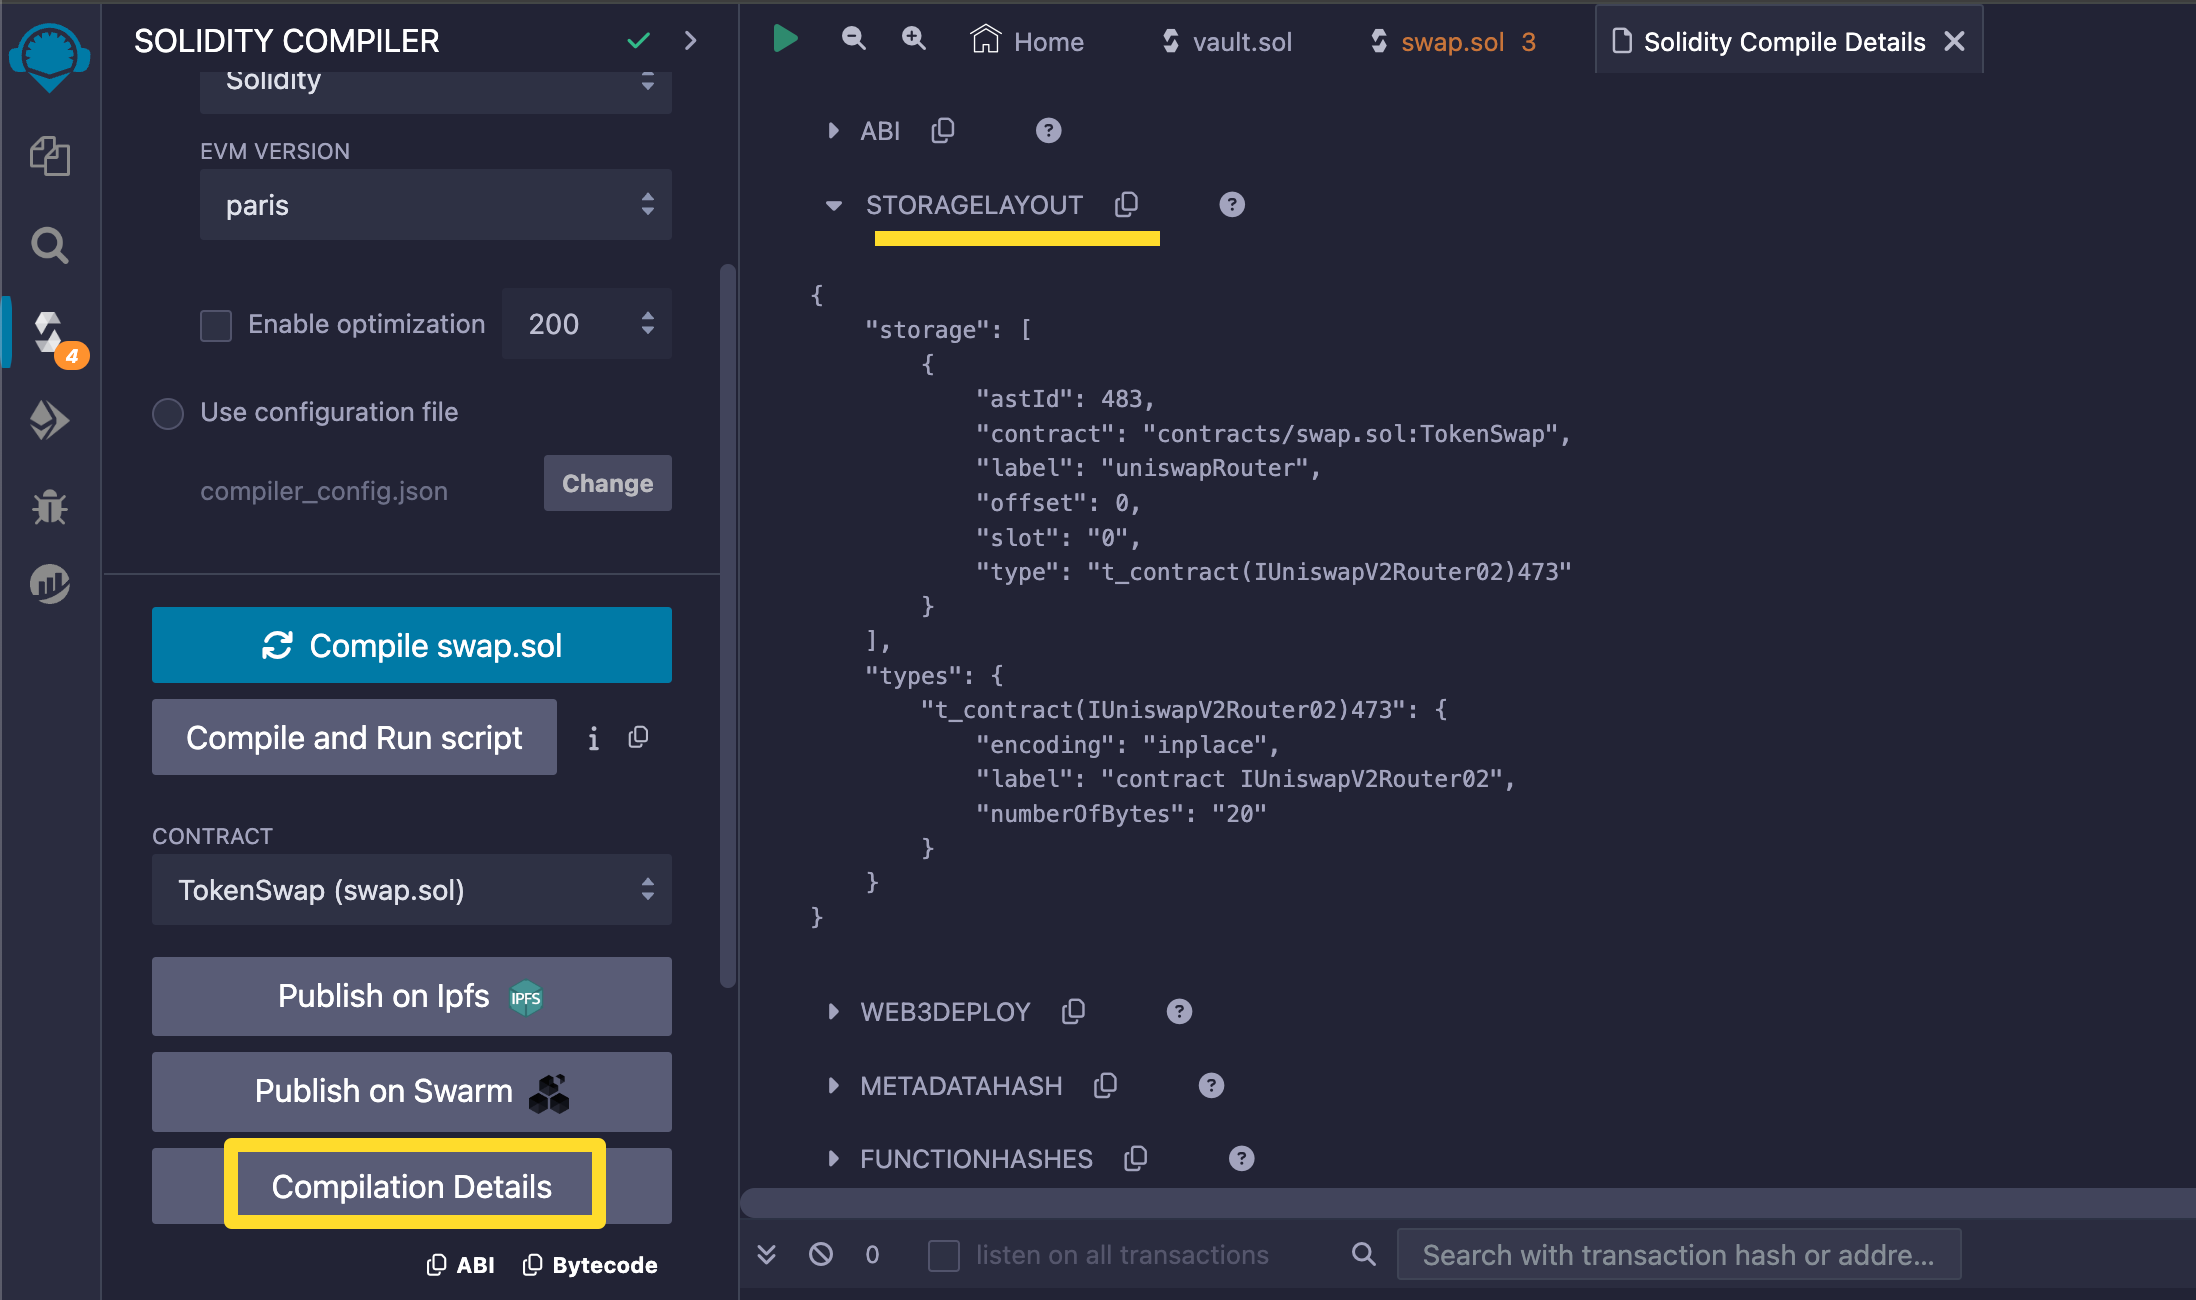 SOLIDITY COMPILER
Solidity
EVM VERSION
paris
Enable optimization
200
Use configuration file
compiler_config.json
Change
4
Compile swap.sol
Compile and Run script
i
CONTRACT
TokenSwap (swap.sol)
Publish on Ipfs
IPFS
Publish on Swarm
Compilation Details
ABI
Bytecode
Home
vault.sol
swap.sol 3
Solidity Compile Details
ABI
?
STORAGELAYOUT
?
{
"storage": [
{
"astId": 483,
"contract": "contracts/swap.sol:TokenSwap",
"label": "uniswapRouter",
"offset": 0,
"slot": "0",
"type": "t_contract(IUniswapV2Router02)473"
}
],
"types": {
"t_contract(IUniswapV2Router02)473": {
"encoding": "inplace",
"label": "contract IUniswapV2Router02",
"numberOfBytes": "20"
}
}
}
WEB3DEPLOY
?
METADATAHASH
?
FUNCTIONHASHES
?
0
listen on all transactions
Search with transaction hash or addre...